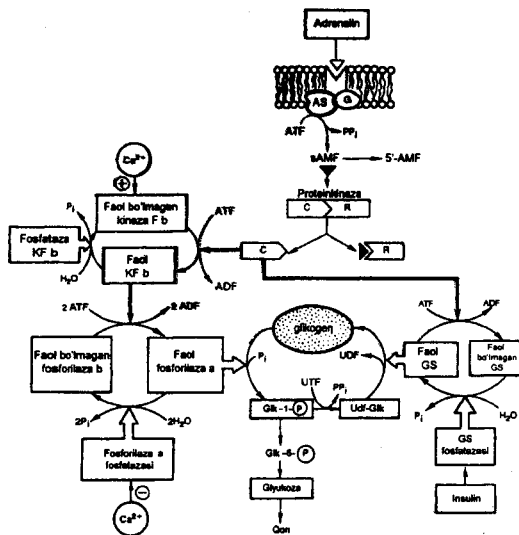 Adrenalin
AS
G
ATF
PPi
sAMF
5'-AMF
Proteinkinaza
C
R
C
R
Ca2+
+
Faol bo'lmagan
kinaza F b
ATF
Pi
Fosfataza
KF b
H2O
Faol
KF b
ADF
2 ATF
2 ADF
Faol bo'lmagan
fosforilaza b
Faol
fosforilaza a
2Pi
2H2O
Fosforilaza a
fosfatazasi
−
Ca2+
glikogen
Pi
UDF
UTF
PPi
Glk -1- P
Udf-Glk
Glk -6- P
Glyukoza
Qon
ATF
ADF
Faol
GS
Faol bo'lmagan
GS
Pi
H2O
GS
fosfatazasi
Insulin